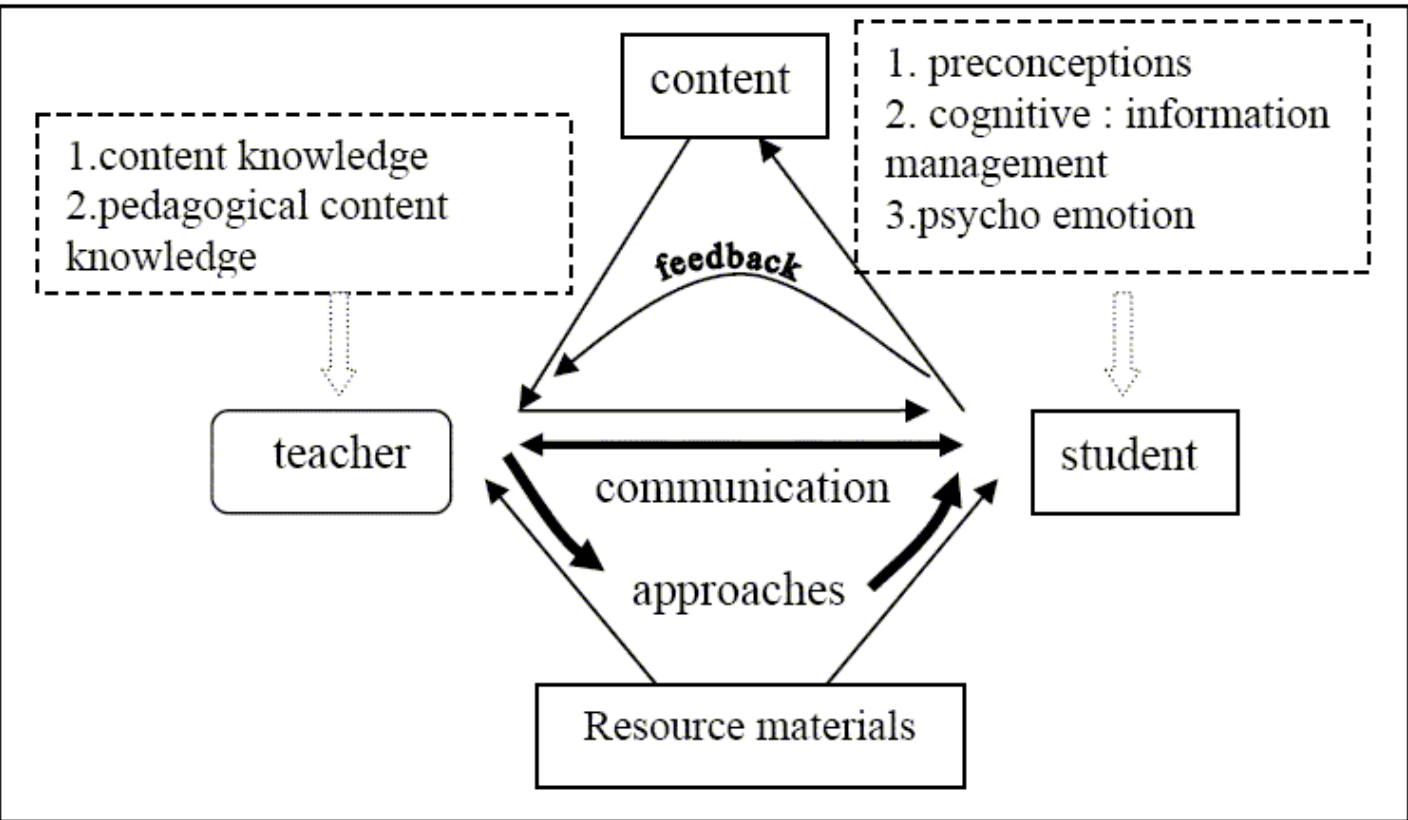 content
1. preconceptions
2. cognitive : information
management
3.psycho emotion
1.content knowledge
2.pedagogical content
knowledge
feedback
teacher
student
communication
approaches
Resource materials